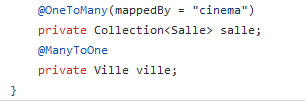 @OneToMany(mappedBy = "cinema")
private Collection<Salle> salle;
@ManyToOne
private Ville ville;
}